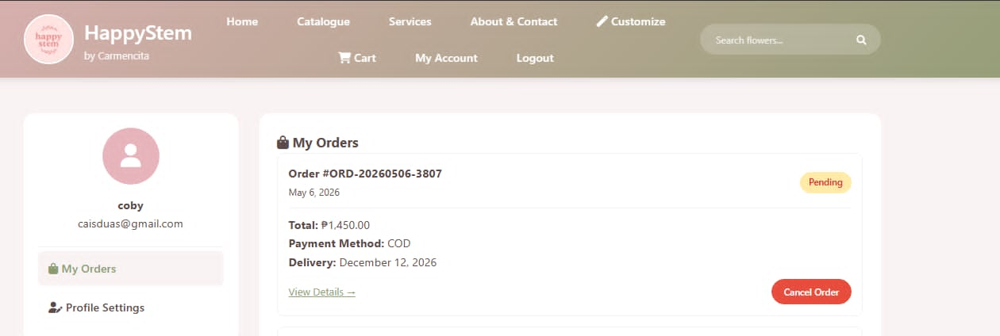 happy
stem
HappyStem
by Carmencita
Home
Catalogue
Services
About & Contact
Customize
Cart
My Account
Logout
Search flowers...
coby
caisduas@gmail.com
My Orders
Profile Settings
My Orders
Order #ORD-20260506-3807
May 6, 2026
Pending
Total: ₱1,450.00
Payment Method: COD
Delivery: December 12, 2026
View Details →
Cancel Order